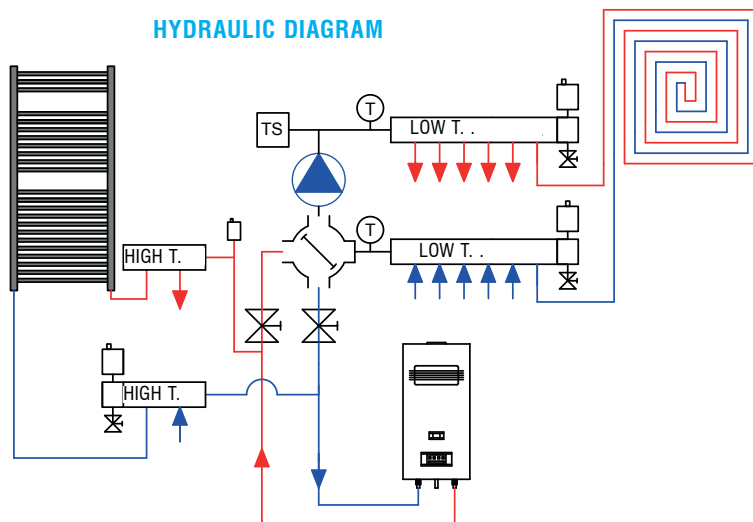 HYDRAULIC DIAGRAM
TS
T
LOW T. .
T
LOW T. .
HIGH T.
HIGH T.